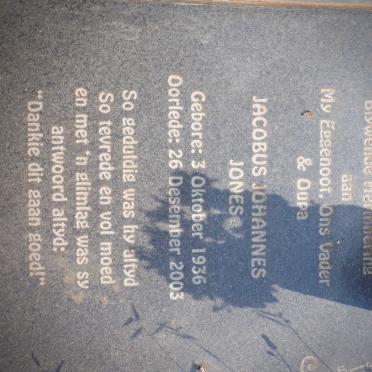 aan
My Eggenoot, Ons Vader
& Oupa
JACOBUS JOHANNES
JONES
Gebore: 3 Oktober 1936
Oorlede: 26 Desember 2003
So geduldig was hy altyd
So tevrede en vol moed
en met 'n glimlag was sy
antwoord altyd:
"Dankie dit gaan goed!"